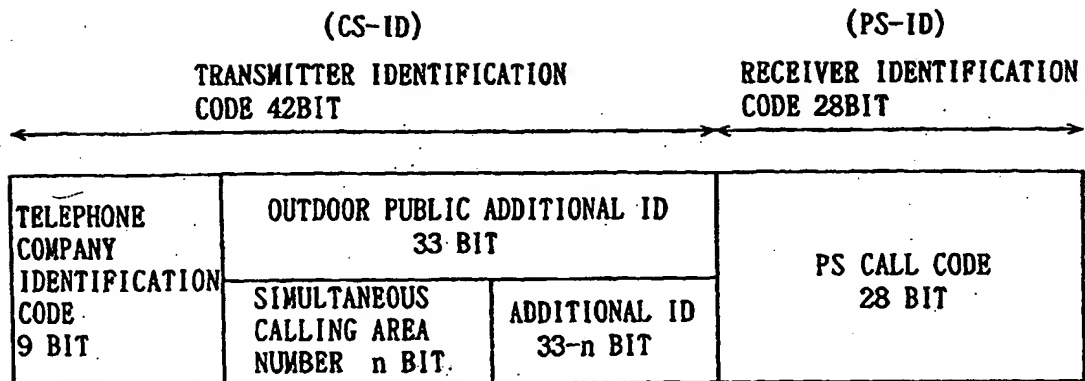 (CS-ID)
(PS-ID)
TRANSMITTER IDENTIFICATION
CODE 42BIT
RECEIVER IDENTIFICATION
CODE 28BIT
TELEPHONE
COMPANY
IDENTIFICATION
CODE
9 BIT
OUTDOOR PUBLIC ADDITIONAL ID
33 BIT
SIMULTANEOUS
CALLING AREA
NUMBER n BIT
ADDITIONAL ID
33-n BIT
PS CALL CODE
28 BIT